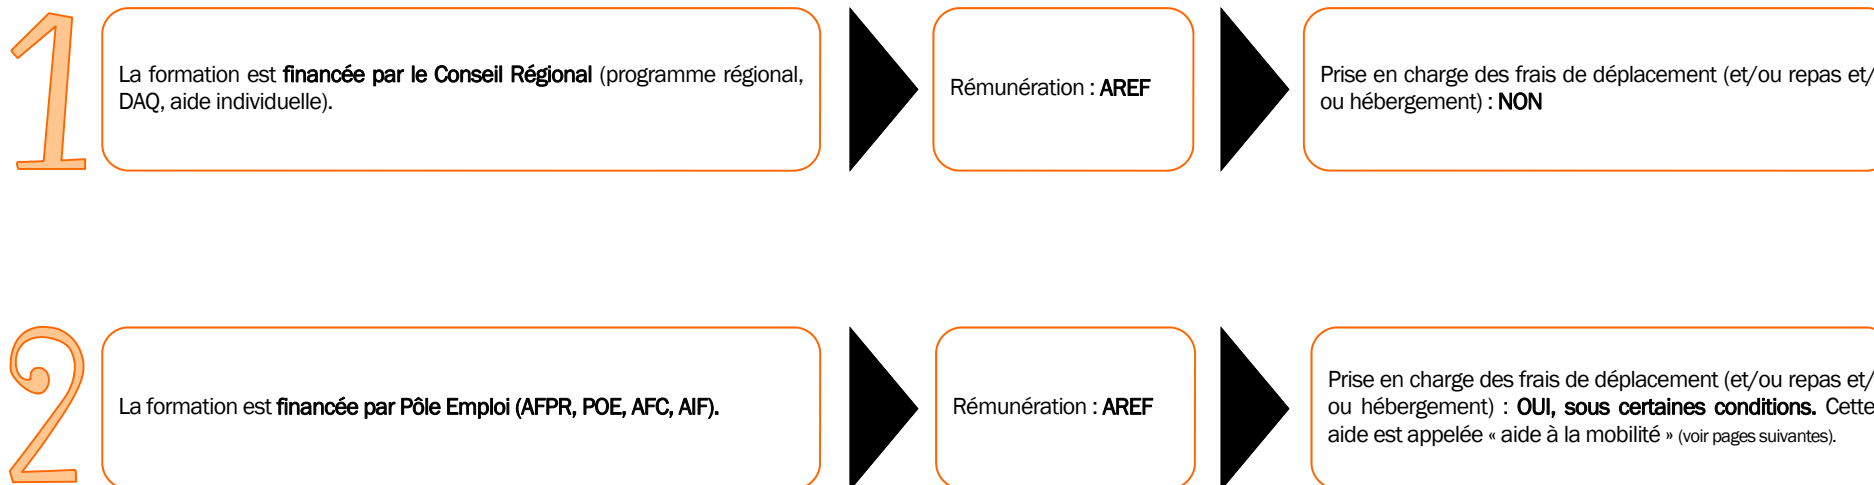 1
La formation est financée par le Conseil Régional (programme régional,
DAQ, aide individuelle).
Rémunération : AREF
Prise en charge des frais de déplacement (et/ou repas et/
ou hébergement) : NON
2
La formation est financée par Pôle Emploi (AFPR, POE, AFC, AIF).
Rémunération : AREF
Prise en charge des frais de déplacement (et/ou repas et/
ou hébergement) : OUI, sous certaines conditions. Cette
aide est appelée « aide à la mobilité » (voir pages suivantes).